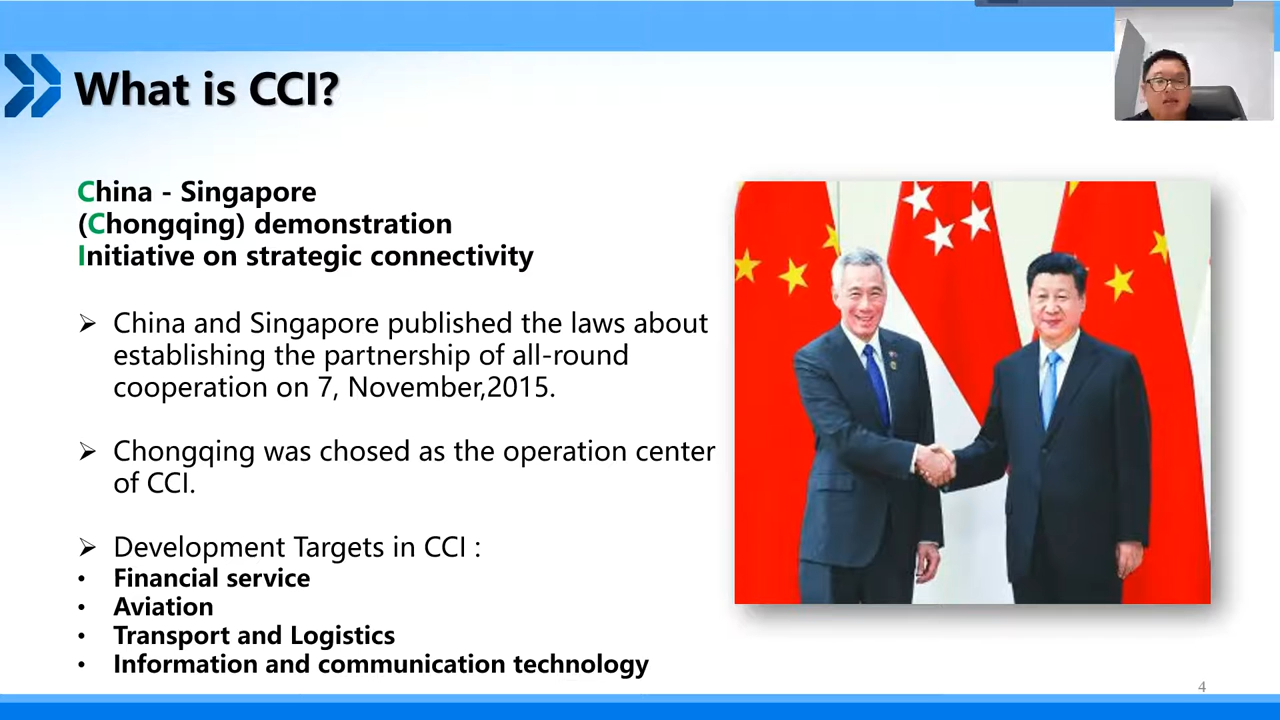 What is CCI?
China - Singapore
(Chongqing) demonstration
Initiative on strategic connectivity
➢ China and Singapore published the laws about
establishing the partnership of all-round
cooperation on 7, November,2015.
➢ Chongqing was chosed as the operation center
of CCI.
➢ Development Targets in CCI :
• Financial service
• Aviation
• Transport and Logistics
• Information and communication technology
4